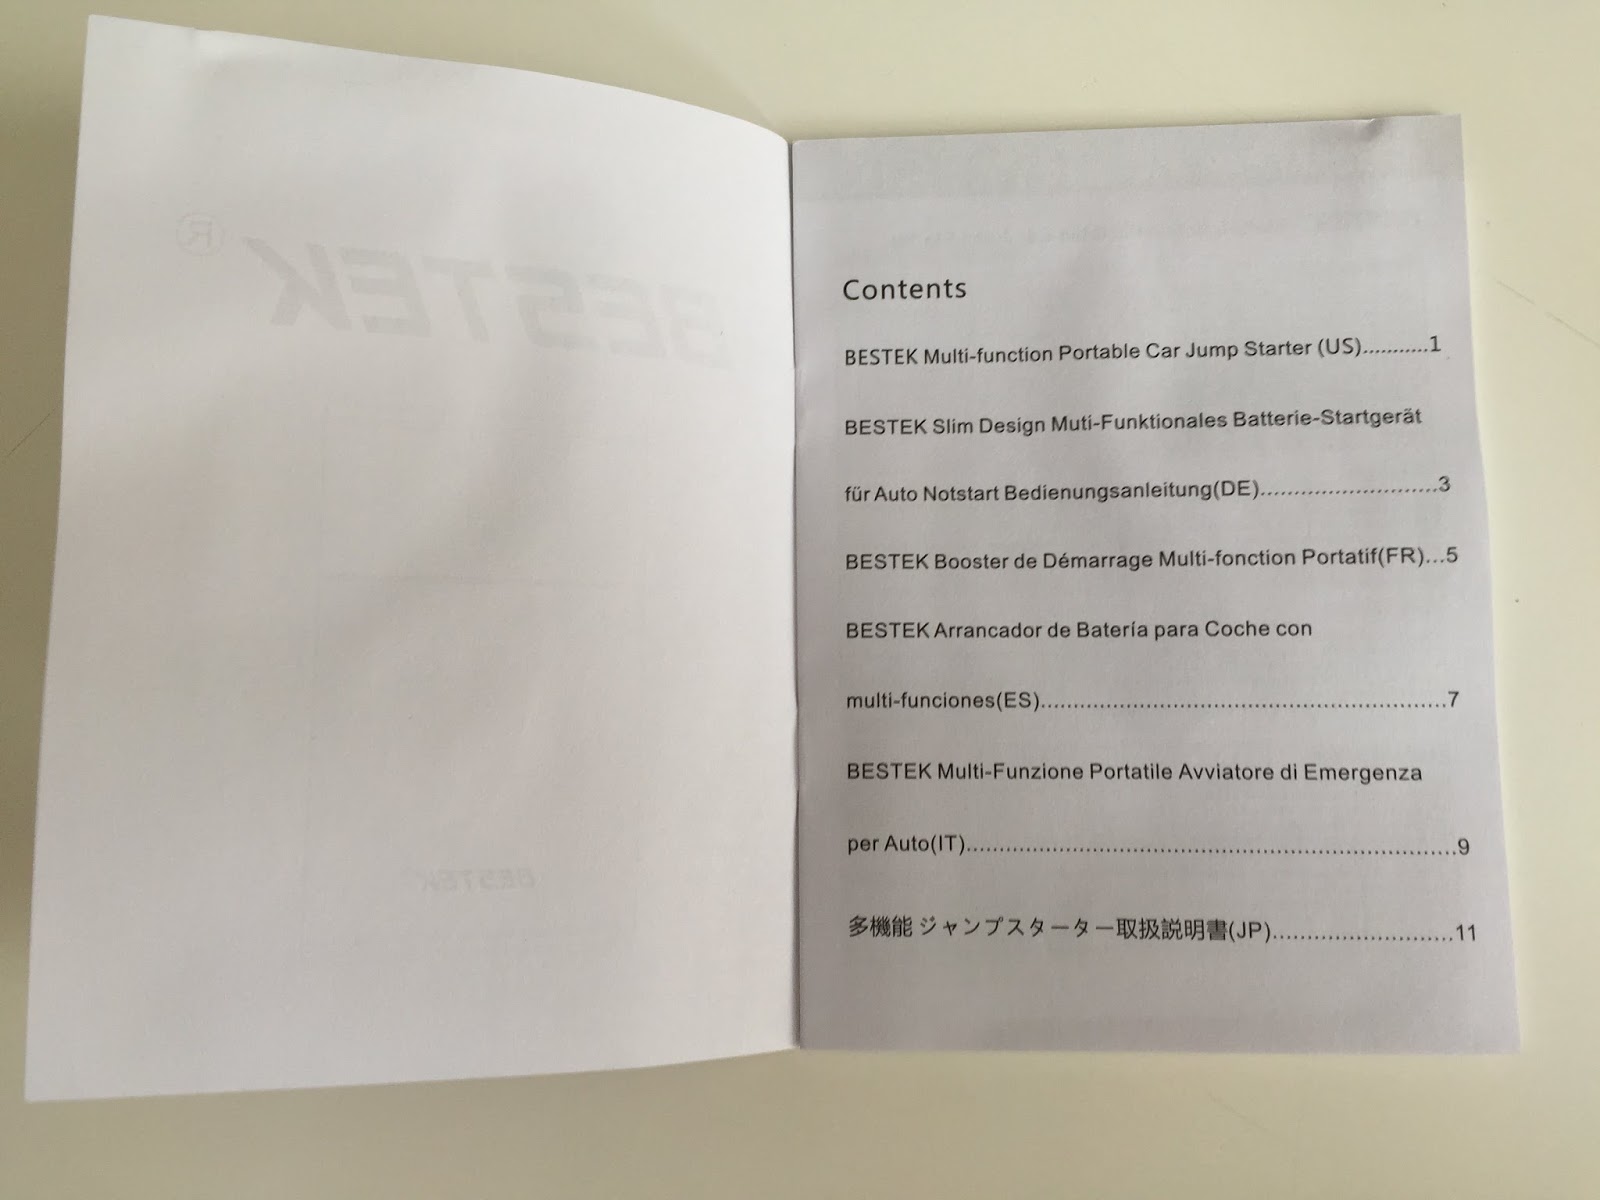 BESTEK ®
BESTEK
Contents
BESTEK Multi-function Portable Car Jump Starter (US)...........1
BESTEK Slim Design Muti-Funktionales Batterie-Startgerät
für Auto Notstart Bedienungsanleitung(DE)...........................3
BESTEK Booster de Démarrage Multi-fonction Portatif(FR)...5
BESTEK Arrancador de Batería para Coche con
multi-funciones(ES)..............................................................7
BESTEK Multi-Funzione Portatile Avviatore di Emergenza
per Auto(IT)...........................................................................9
多機能 ジャンプスターター取扱説明書(JP)...........................11